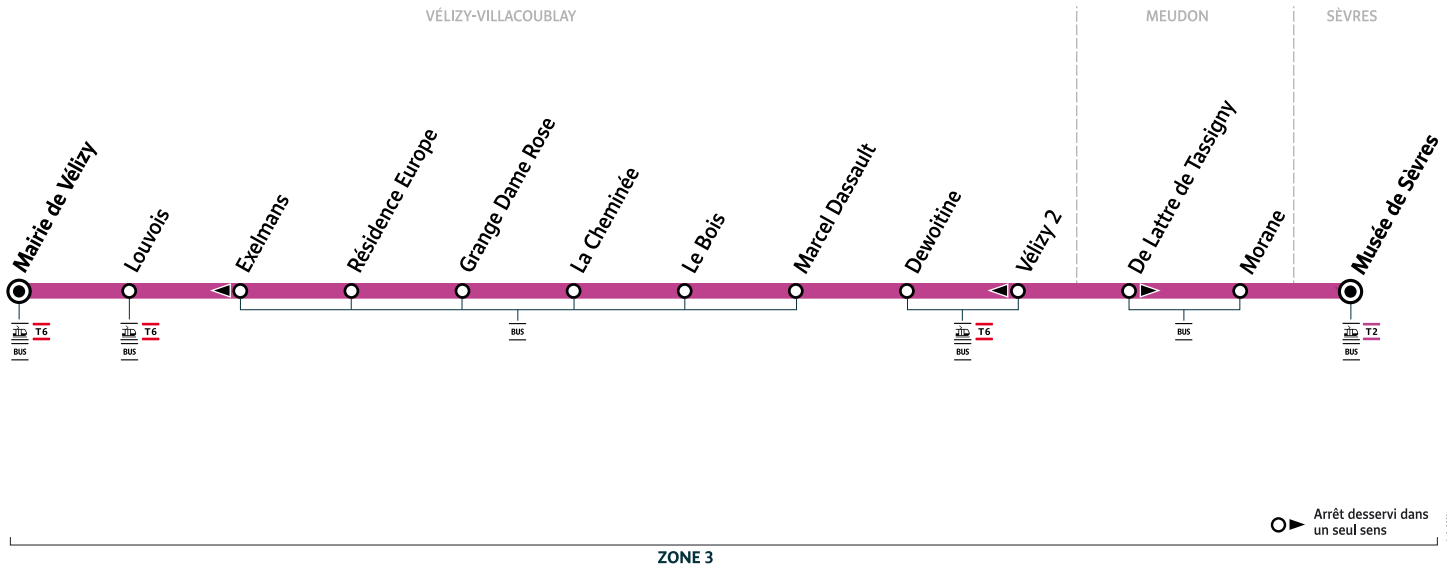 VÉLIZY-VILLACOUBLAY
MEUDON
SÈVRES
Mairie de Vélizy
Louvois
Exelmans
Résidence Europe
Grange Dame Rose
La Cheminée
Le Bois
Marcel Dassault
Dewoitine
Vélizy 2
De Lattre de Tassigny
Morane
Musée de Sèvres
T6
BUS
T6
BUS
BUS
T6
BUS
BUS
T2
BUS
Arrêt desservi dans
un seul sens
ZONE 3